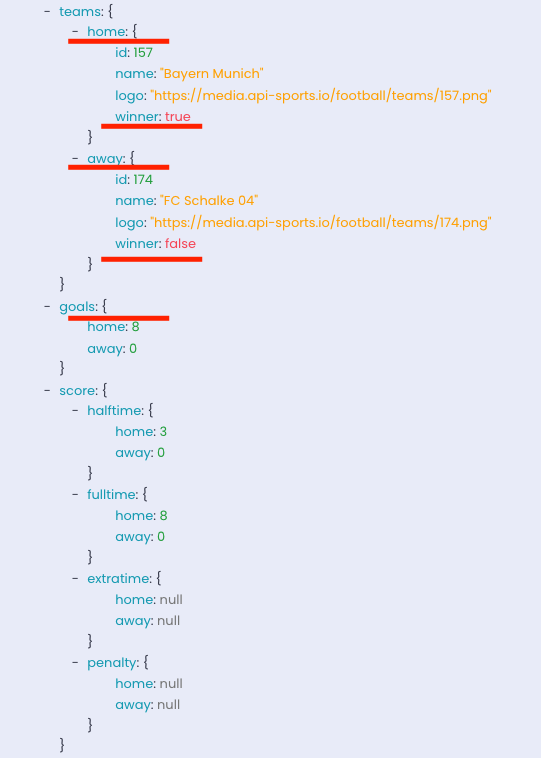 - teams: {
- home: {
id: 157
name: "Bayern Munich"
logo: "https://media.api-sports.io/football/teams/157.png"
winner: true
}
- away: {
id: 174
name: "FC Schalke 04"
logo: "https://media.api-sports.io/football/teams/174.png"
winner: false
}
}
- goals: {
home: 8
away: 0
}
- score: {
- halftime: {
home: 3
away: 0
}
- fulltime: {
home: 8
away: 0
}
- extratime: {
home: null
away: null
}
- penalty: {
home: null
away: null
}
}